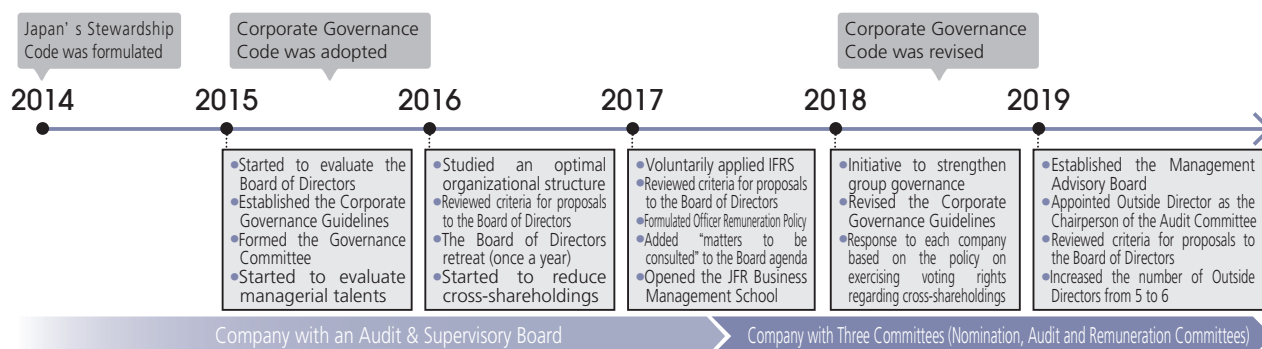 Japan's Stewardship
Code was formulated
Corporate Governance
Code was adopted
Corporate Governance
Code was revised
2014
2015
2016
2017
2018
2019
●Started to evaluate the
Board of Directors
●Established the Corporate
Governance Guidelines
●Formed the Governance
Committee
●Started to evaluate
managerial talents
●Studied an optimal
organizational structure
●Reviewed criteria for proposals
to the Board of Directors
●The Board of Directors
retreat (once a year)
●Started to reduce
cross-shareholdings
●Voluntarily applied IFRS
●Reviewed criteria for proposals
to the Board of Directors
●Formulated Officer Remuneration Policy
●Added "matters to be
consulted" to the Board agenda
●Opened the JFR Business
Management School
●Initiative to strengthen
group governance
●Revised the Corporate
Governance Guidelines
●Response to each company
based on the policy on
exercising voting rights
regarding cross-shareholdings
●Established the Management
Advisory Board
●Appointed Outside Director as the
Chairperson of the Audit Committee
●Reviewed criteria for proposals to
the Board of Directors
●Increased the number of Outside
Directors from 5 to 6
Company with an Audit & Supervisory Board
Company with Three Committees (Nomination, Audit and Remuneration Committees)